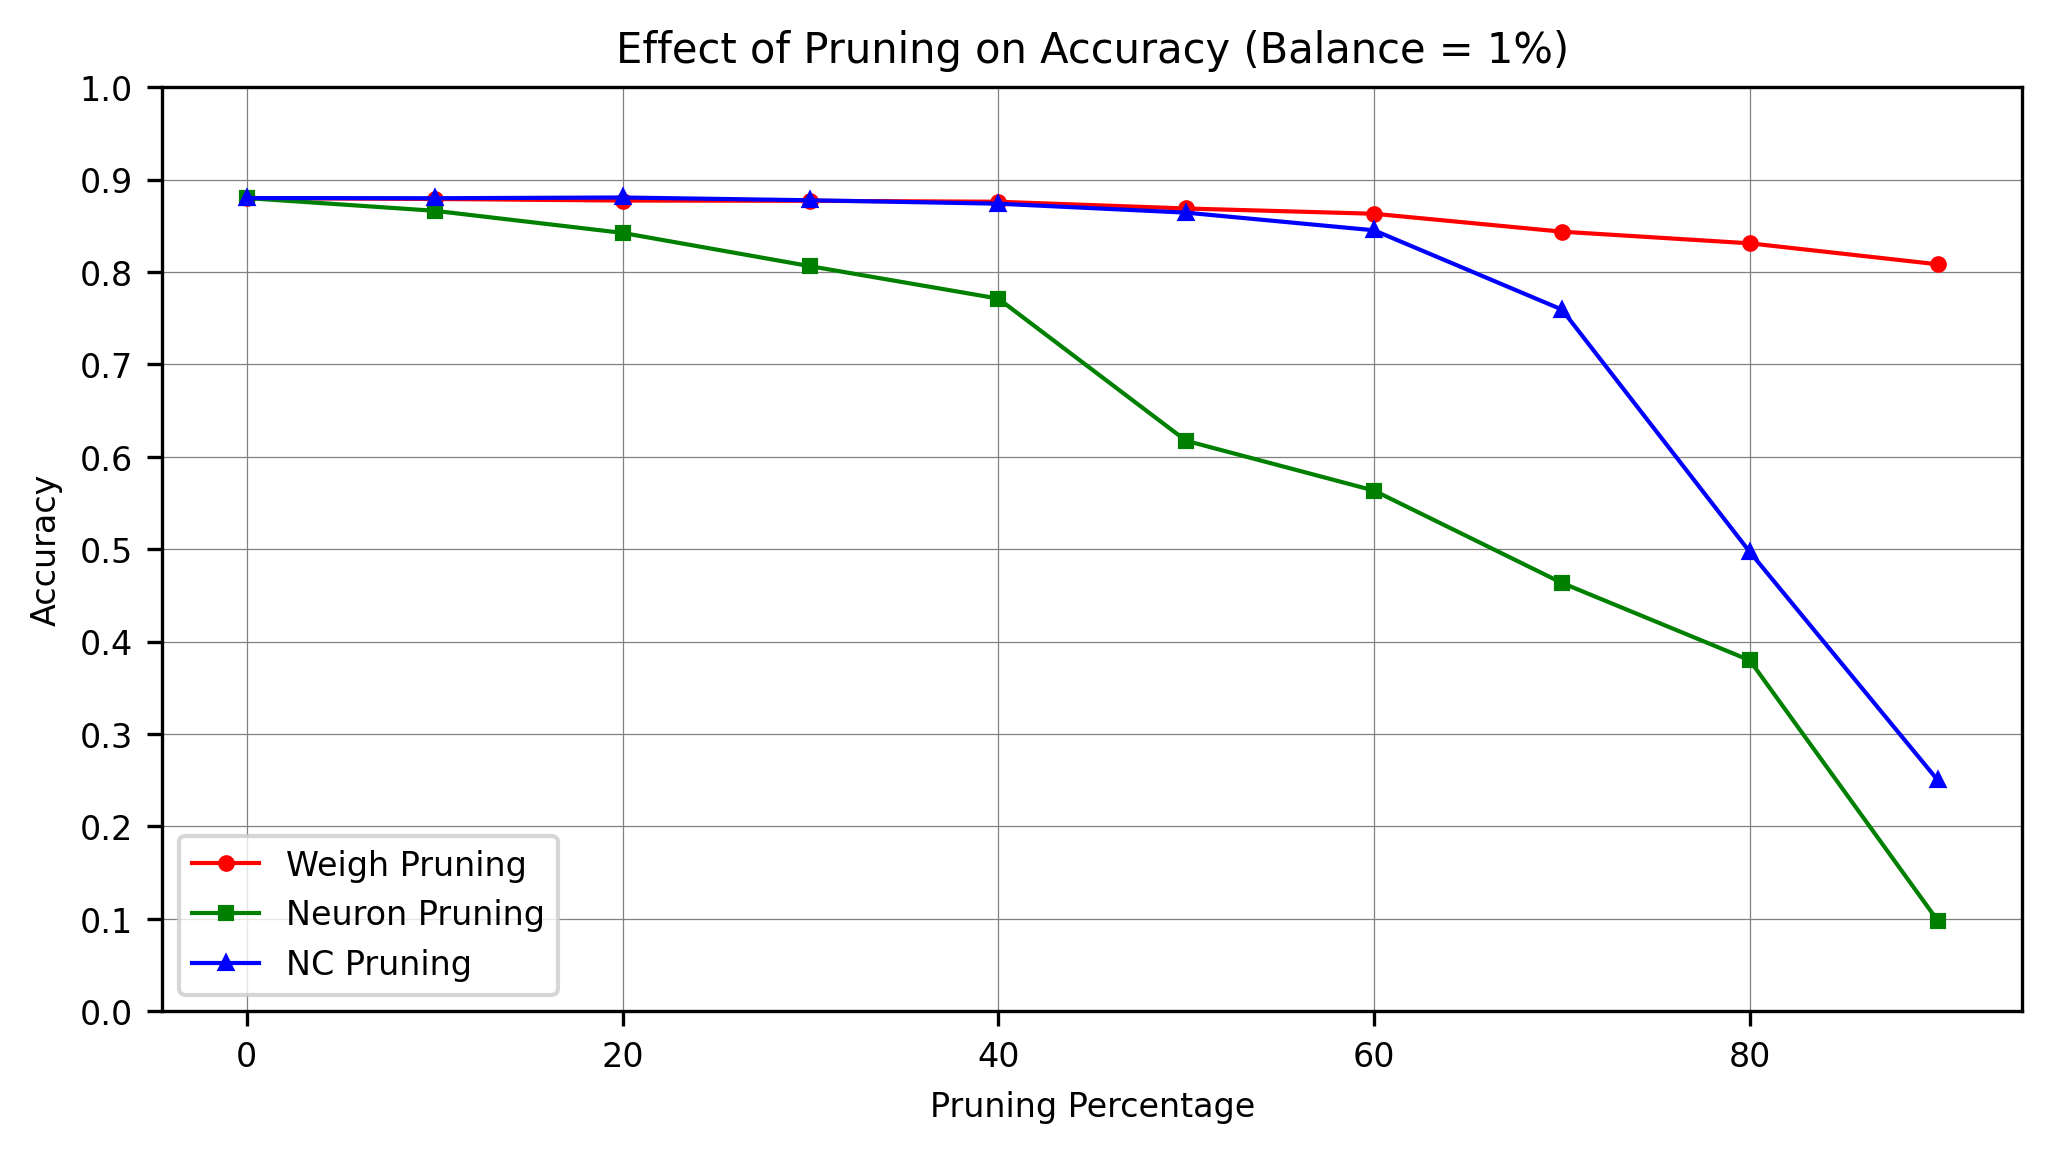 Effect of Pruning on Accuracy (Balance = 1%)
1.0
0.9
0.8
0.7
0.6
0.5
0.4
0.3
0.2
0.1
0.0
Accuracy
Weigh Pruning
Neuron Pruning
NC Pruning
0 20 40 60 80
Pruning Percentage